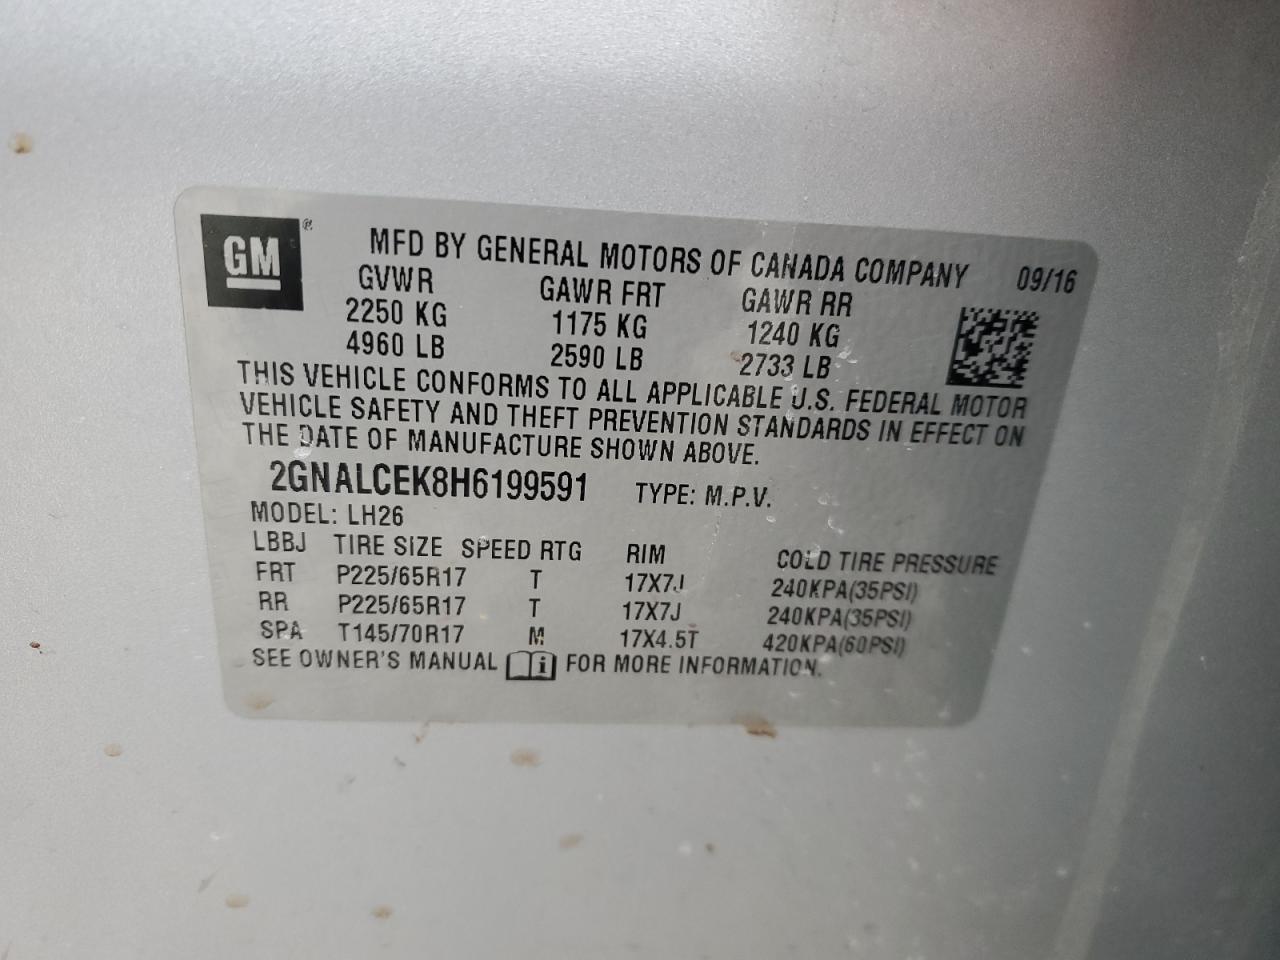 GM ®
MFD BY GENERAL MOTORS OF CANADA COMPANY 09/16
GVWR GAWR FRT GAWR RR
2250 KG 1175 KG 1240 KG
4960 LB 2590 LB 2733 LB
THIS VEHICLE CONFORMS TO ALL APPLICABLE U.S. FEDERAL MOTOR
VEHICLE SAFETY AND THEFT PREVENTION STANDARDS IN EFFECT ON
THE DATE OF MANUFACTURE SHOWN ABOVE.
2GNALCEK8H6199591 TYPE: M.P.V.
MODEL: LH26
LBBJ TIRE SIZE SPEED RTG RIM COLD TIRE PRESSURE
FRT P225/65R17 T 17X7J 240KPA(35PSI)
RR P225/65R17 T 17X7J 240KPA(35PSI)
SPA T145/70R17 M 17X4.5T 420KPA(60PSI)
SEE OWNER'S MANUAL i FOR MORE INFORMATION.